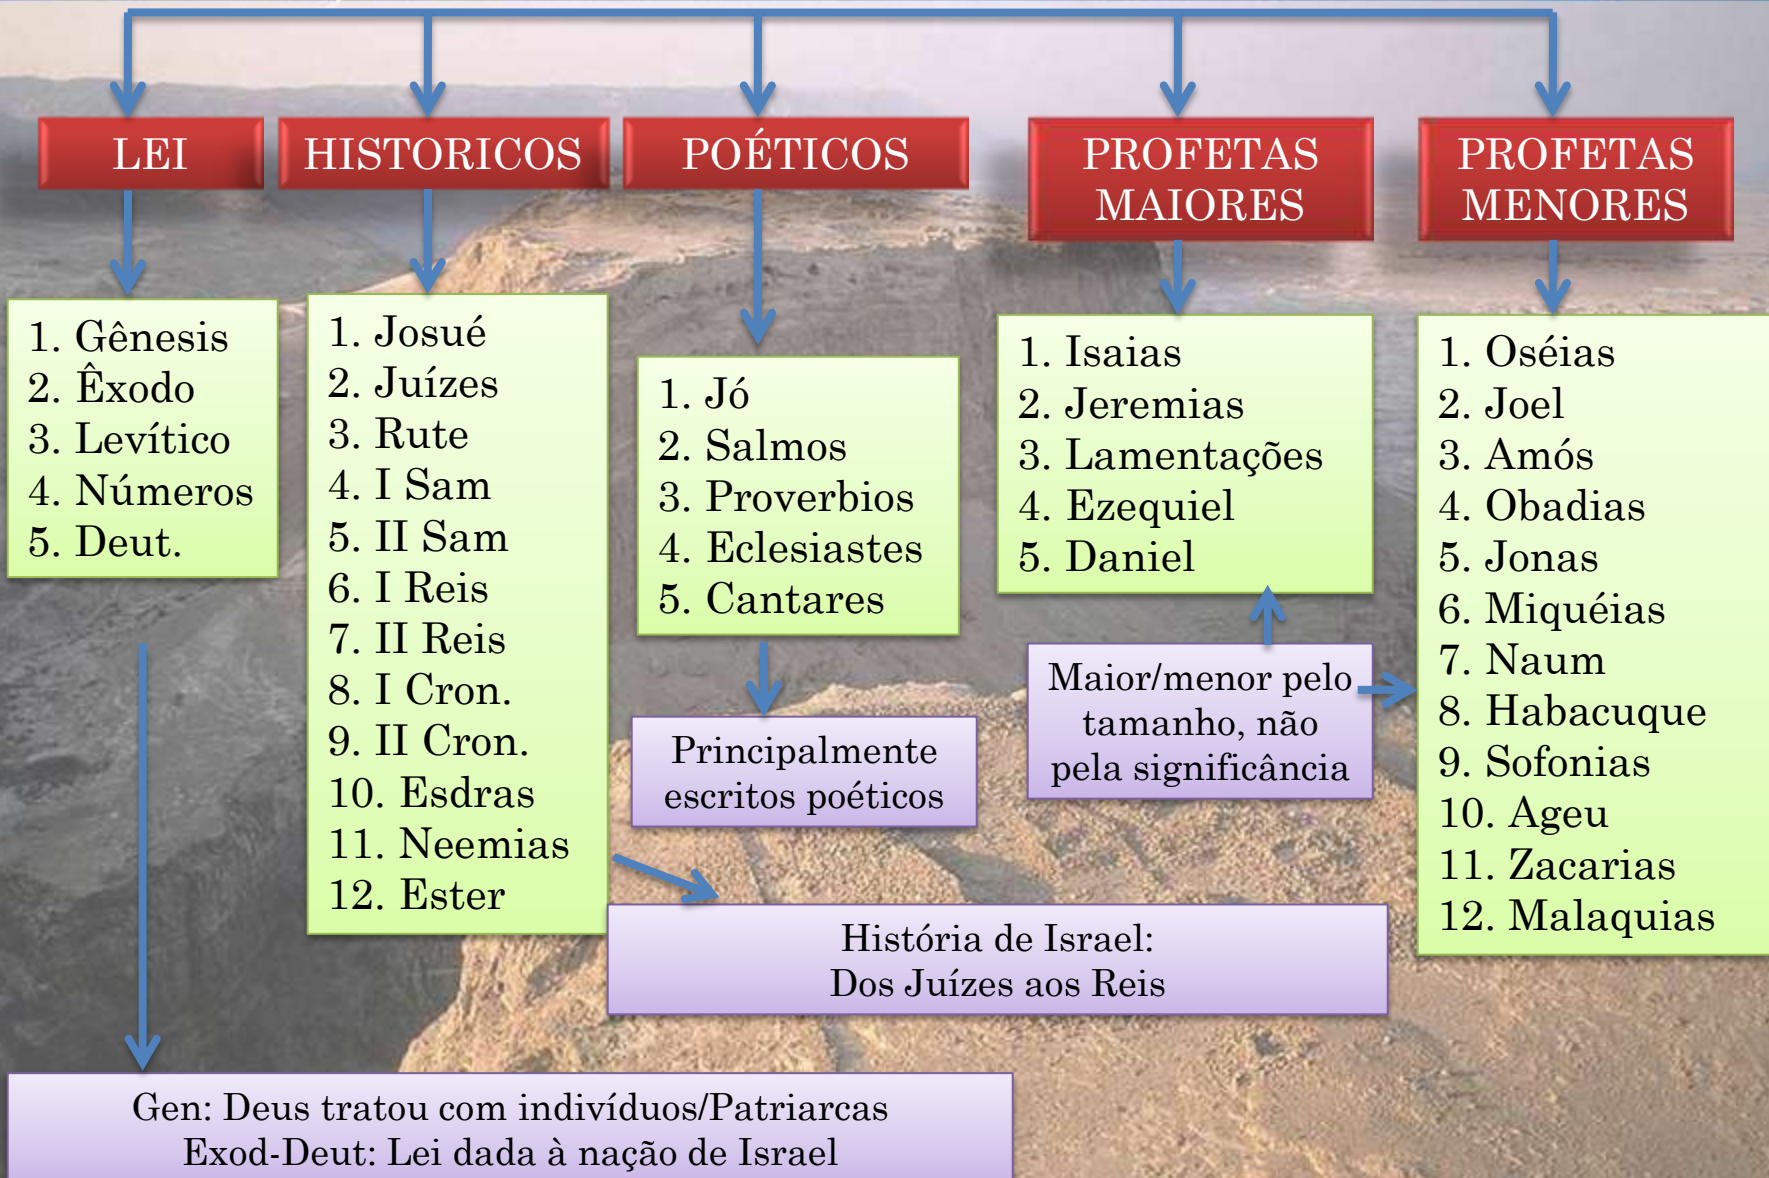 LEI
HISTORICOS
POÉTICOS
PROFETAS
MAIORES
PROFETAS
MENORES
1. Gênesis
2. Êxodo
3. Levítico
4. Números
5. Deut.
1. Josué
2. Juízes
3. Rute
4. I Sam
5. II Sam
6. I Reis
7. II Reis
8. I Cron.
9. II Cron.
10. Esdras
11. Neemias
12. Ester
1. Jó
2. Salmos
3. Proverbios
4. Eclesiastes
5. Cantares
1. Isaias
2. Jeremias
3. Lamentações
4. Ezequiel
5. Daniel
1. Oséias
2. Joel
3. Amós
4. Obadias
5. Jonas
6. Miquéias
7. Naum
8. Habacuque
9. Sofonias
10. Ageu
11. Zacarias
12. Malaquias
Principalmente
escritos poéticos
Maior/menor pelo
tamanho, não
pela significância
História de Israel:
Dos Juízes aos Reis
Gen: Deus tratou com indivíduos/Patriarcas
Exod-Deut: Lei dada à nação de Israel